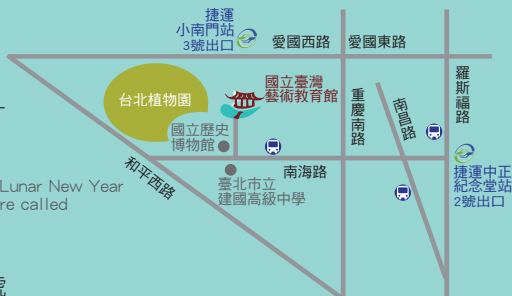 捷運
小南門站
3號出口
愛國西路
愛國東路
國立臺灣
藝術教育館
台北植物園
羅斯福路
重慶南路
南昌路
國立歷史
博物館
和平西路
南海路
臺北市立
建國高級中學
捷運中正
紀念堂站
2號出口
Lunar New Year
re called